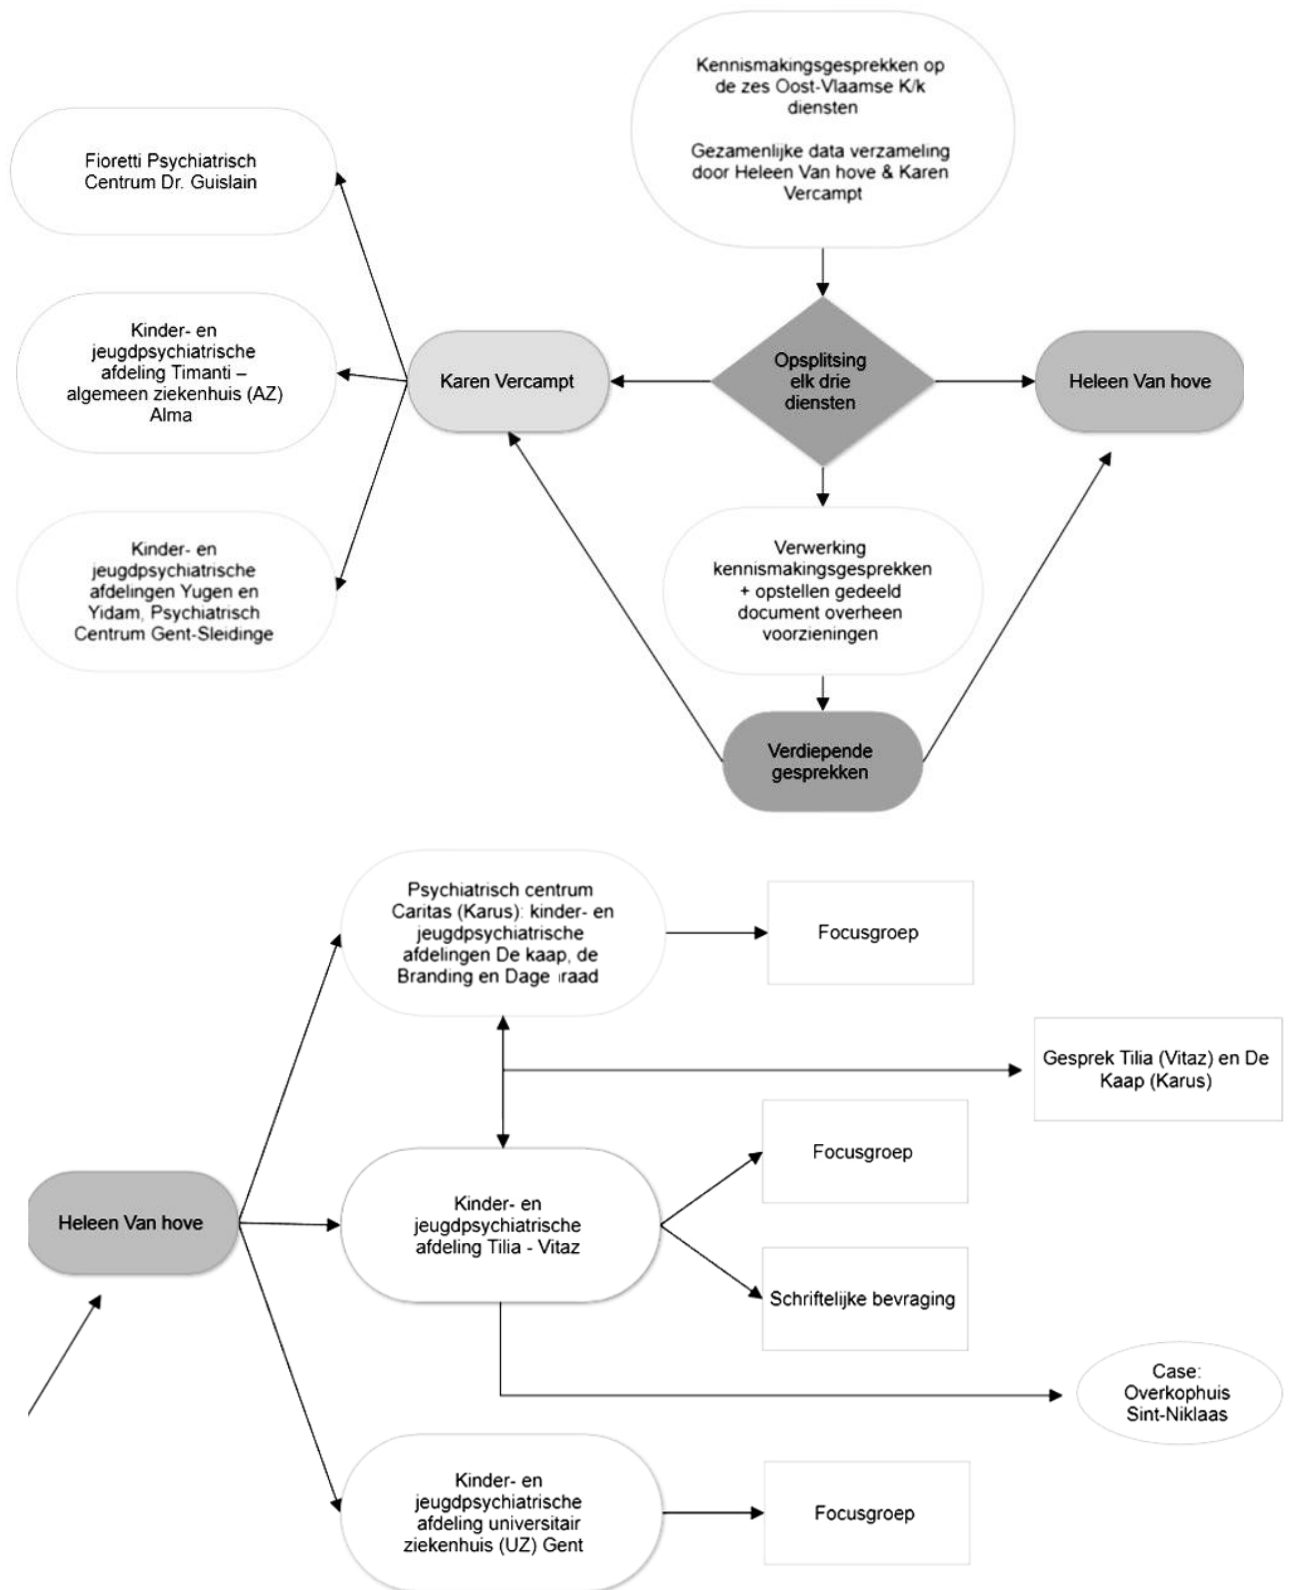 Kennismakingsgesprekken op
de zes Oost-Vlaamse K/k
diensten
Gezamenlijke data verzameling
door Heleen Van hove & Karen
Vercampt
Fioretti Psychiatrisch
Centrum Dr. Guislain
Kinder- en
jeugdpsychiatrische
afdeling Timanti –
algemeen ziekenhuis (AZ)
Alma
Karen Vercampt
Opsplitsing
elk drie
diensten
Heleen Van hove
Kinder- en
jeugdpsychiatrische
afdelingen Yugen en
Yidam, Psychiatrisch
Centrum Gent-Sleidinge
Verwerking
kennismakingsgesprekken
+ opstellen gedeeld
document overheen
voorzieningen
Verdiepende
gesprekken
Psychiatrisch centrum
Caritas (Karus): kinder- en
jeugdpsychiatrische
afdelingen De kaap, de
Branding en Dage raad
Focusgroep
Gesprek Tilia (Vitaz) en De
Kaap (Karus)
Heleen Van hove
Kinder- en
jeugdpsychiatrische
afdeling Tilia - Vitaz
Focusgroep
Schriftelijke bevraging
Case:
Overkophuis
Sint-Niklaas
Kinder- en
jeugdpsychiatrische
afdeling universitair
ziekenhuis (UZ) Gent
Focusgroep